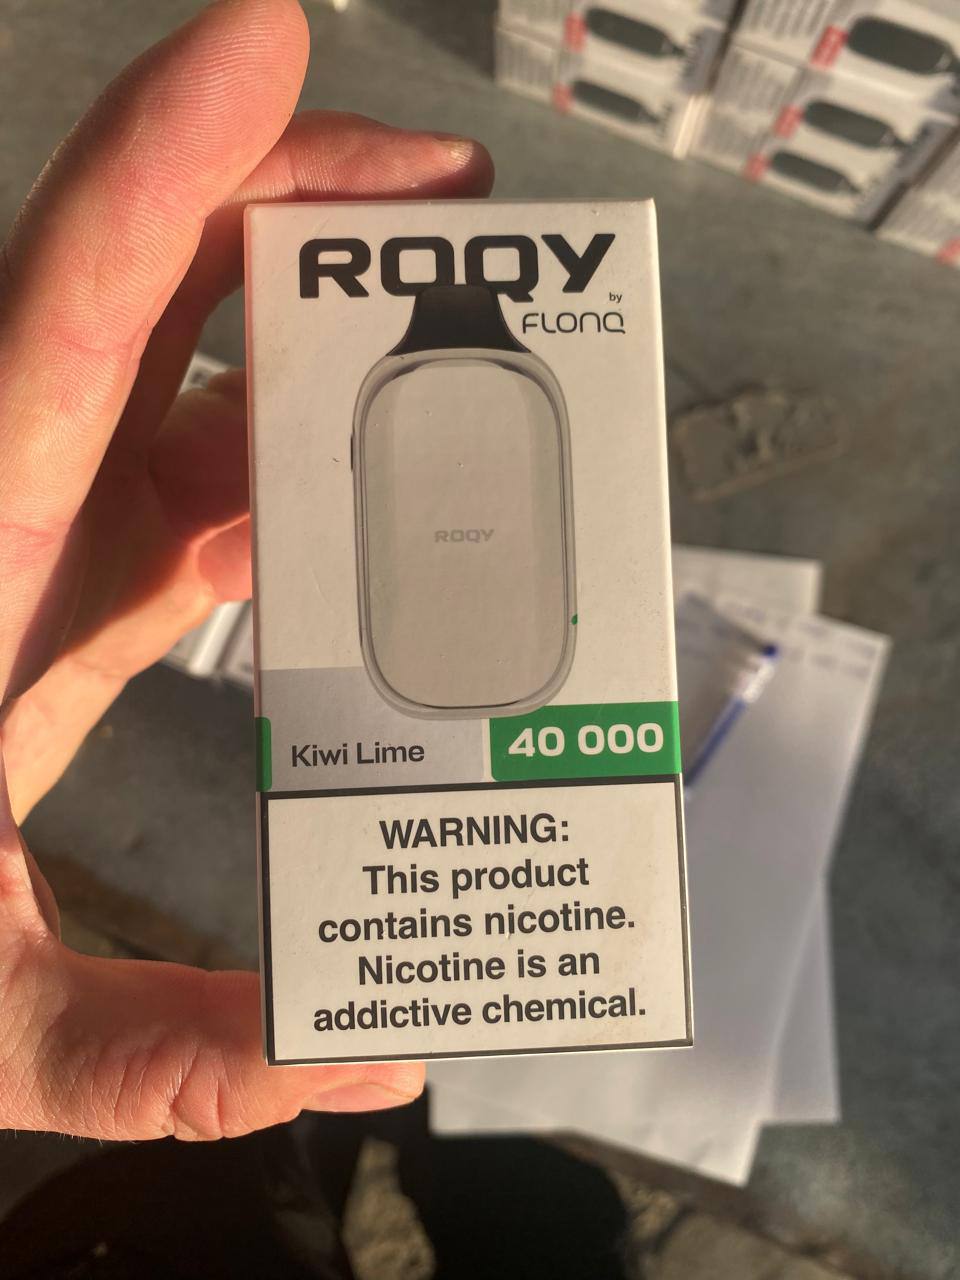 ROQY
by
FLONQ
ROQY
Kiwi Lime
40 000
WARNING:
This product
contains nicotine.
Nicotine is an
addictive chemical.